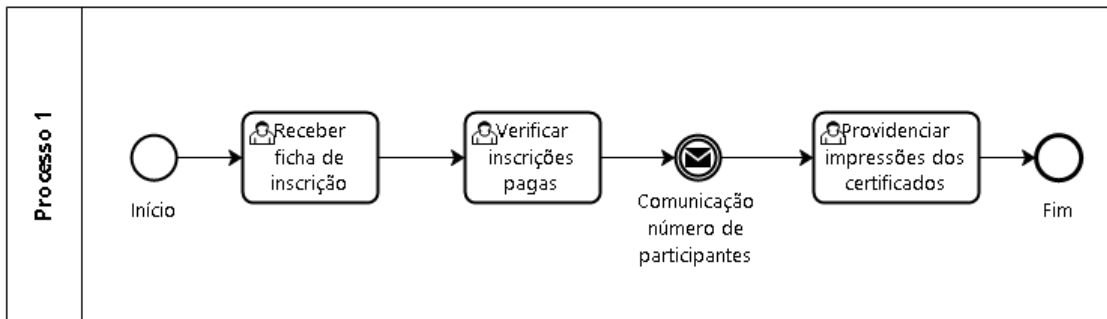 Processo 1
Início
Receber
ficha de
inscrição
Verificar
inscrições
pagas
Comunicação
número de
participantes
Providenciar
impressões dos
certificados
Fim